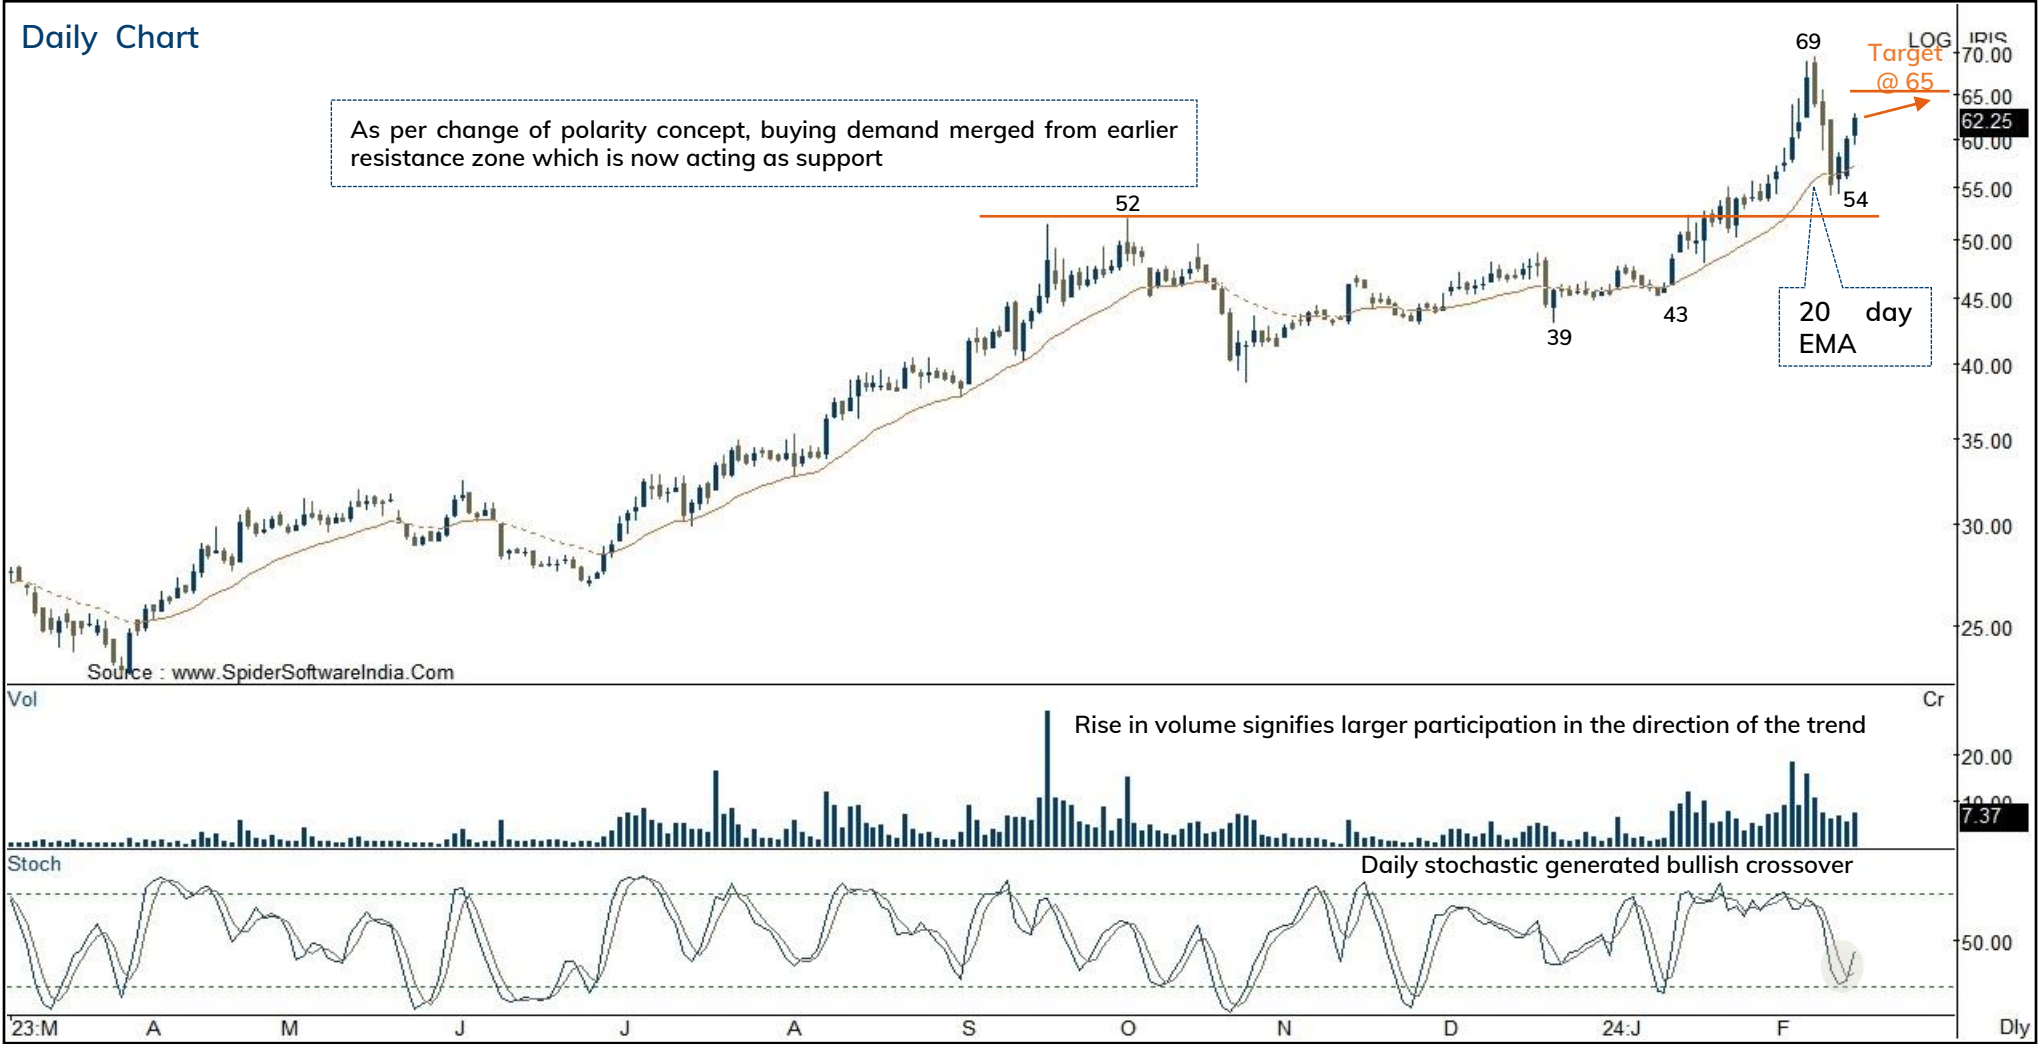 Daily Chart
69
LOG IRIS
70.00
Target
@ 65
65.00
62.25
60.00
As per change of polarity concept, buying demand merged from earlier
resistance zone which is now acting as support
55.00
52
54
50.00
45.00
20 day
EMA
43
39
40.00
35.00
30.00
25.00
Source : www.SpiderSoftwareIndia.Com
Vol
Cr
Rise in volume signifies larger participation in the direction of the trend
20.00
10.00
7.37
Stoch
Daily stochastic generated bullish crossover
50.00
23:M A M J J A S O N D 24:J F Dly